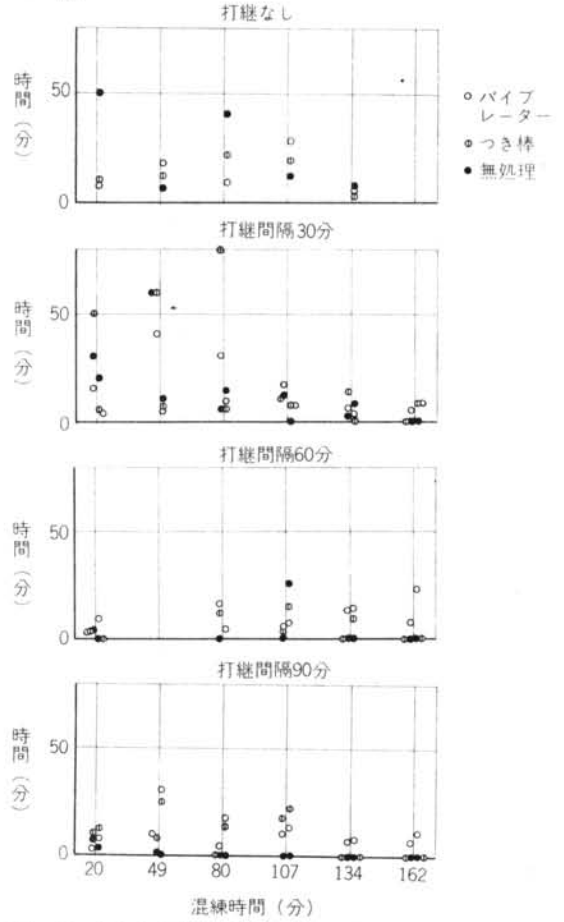 打継なし
時間(分)
50
0
○ バイブ
レーター
⦶ つき棒
● 無処理
打継間隔30分
時間(分)
50
0
打継間隔60分
時間(分)
50
0
打継間隔90分
時間(分)
50
0
20 49 80 107 134 162
混練時間(分)